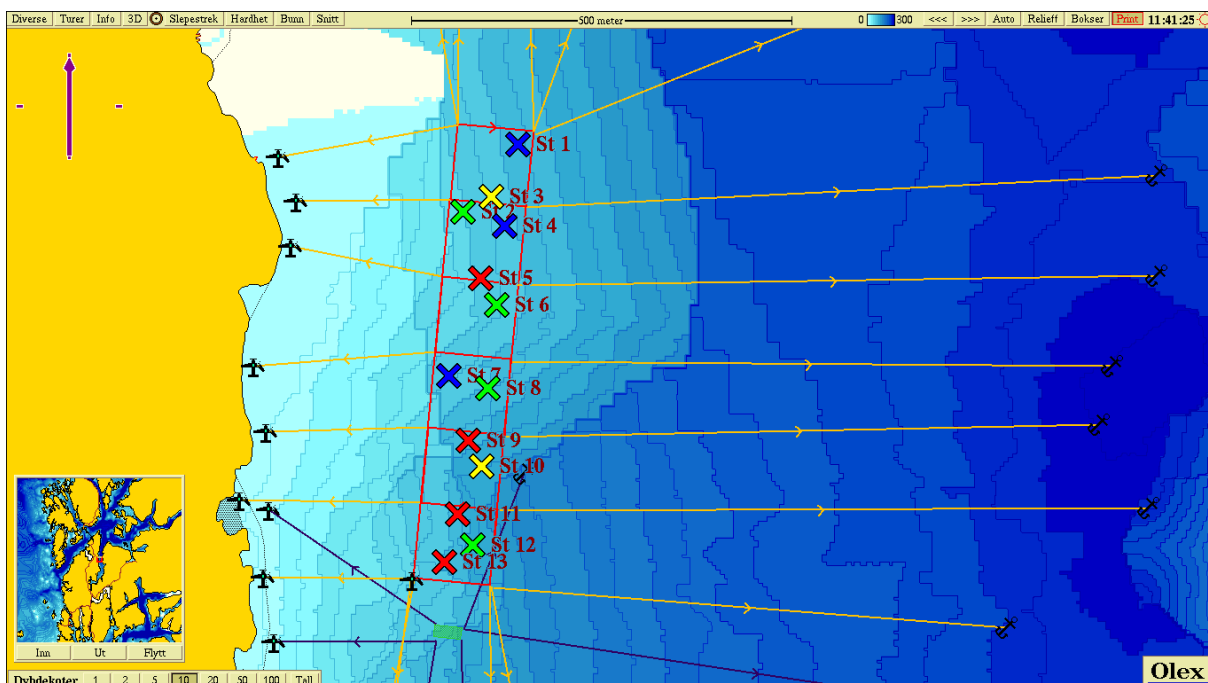 Diverse Turer Info 3D Slepestrek Hardhet Bunn Snitt 500 meter 0 300 <<< >>> Auto Relieff Bokser Print 11:41:25
St 1
St 3
St 2
St 4
St 5
St 6
St 7
St 8
St 9
St 10
St 11
St 12
St 13
Inn Ut Flytt
Olex
Dybdekoter 1 2 5 10 20 50 100 Tall